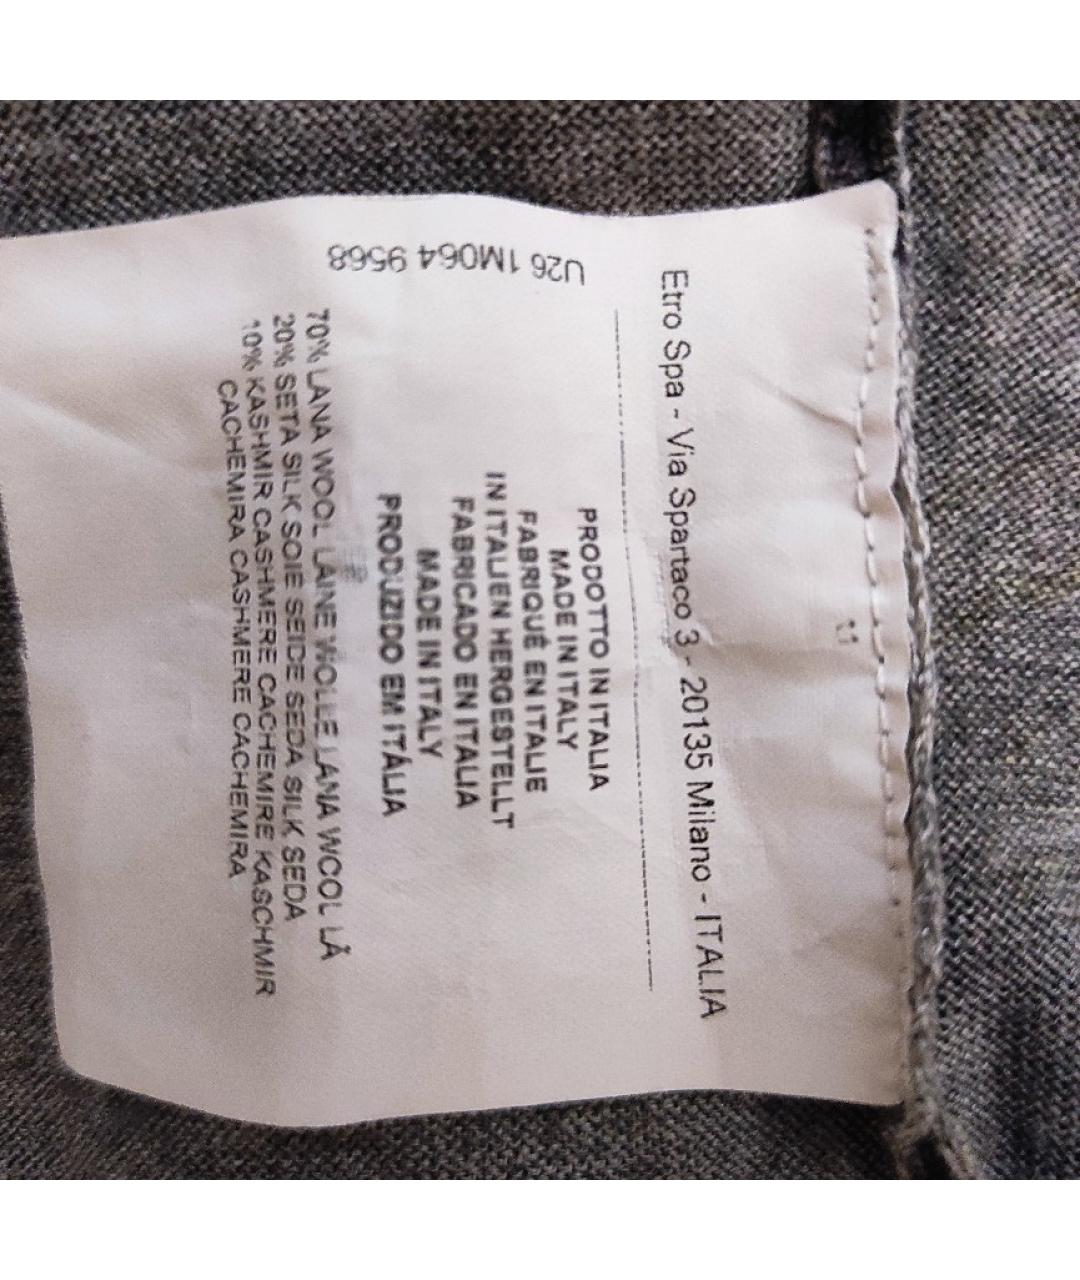 Etro Spa - Via Spartaco 3 - 20135 Milano - ITALIA
PRODOTTO IN ITALIA
MADE IN ITALY
FABRIQUÉ EN ITALIE
IN ITALIEN HERGESTELLT
FABRICADO EN ITALIA
MADE IN ITALY
PRODUZIDO EM ITÁLIA
70% LANA WOOL LAINE WOLLE LANA WOOL LÃ
20% SETA SILK SOIE SEIDE SEDA SILK SEDA
10% KASHMIR CASHMERE CACHEMIRE KASCHMIR
CACHEMIRA CASHMERE CACHEMIRA
U26 1M064 9568